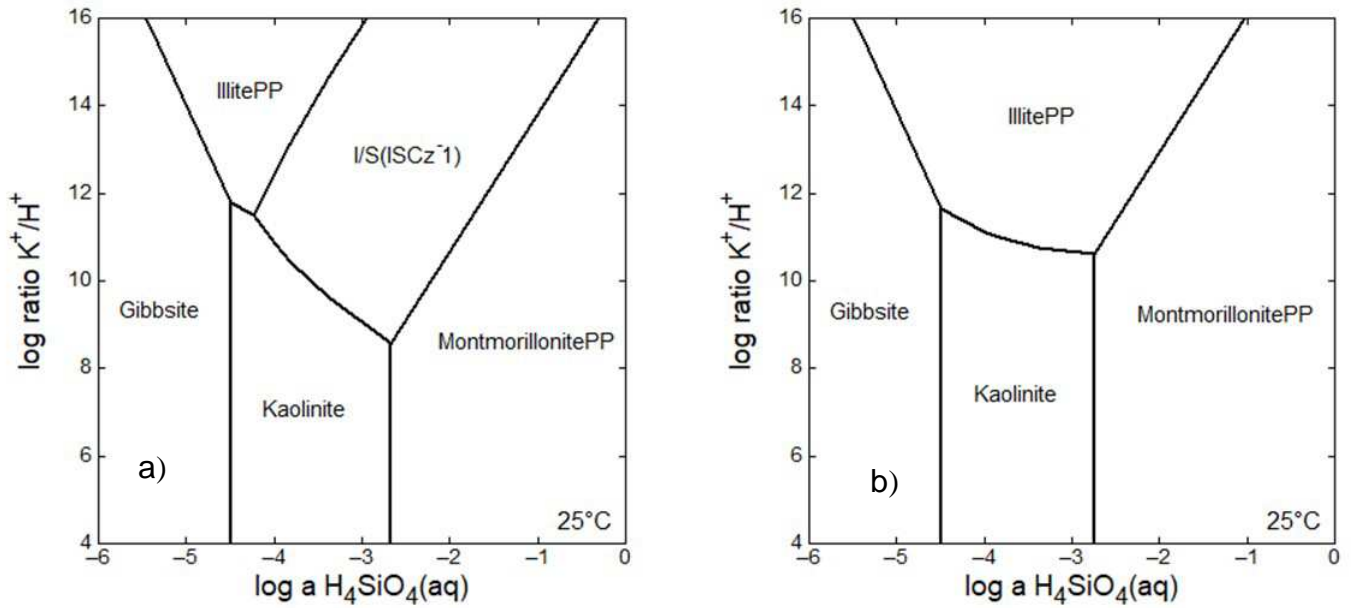 16
14
12
10
8
6
4
log ratio K⁺/H⁺
IllitePP
I/S(ISCz⁻1)
Gibbsite
MontmorillonitePP
Kaolinite
a)
25°C
–6 –5 –4 –3 –2 –1 0
log a H₄SiO₄(aq)
16
14
12
10
8
6
4
log ratio K⁺/H⁺
IllitePP
Gibbsite
MontmorillonitePP
Kaolinite
b)
25°C
–6 –5 –4 –3 –2 –1 0
log a H₄SiO₄(aq)